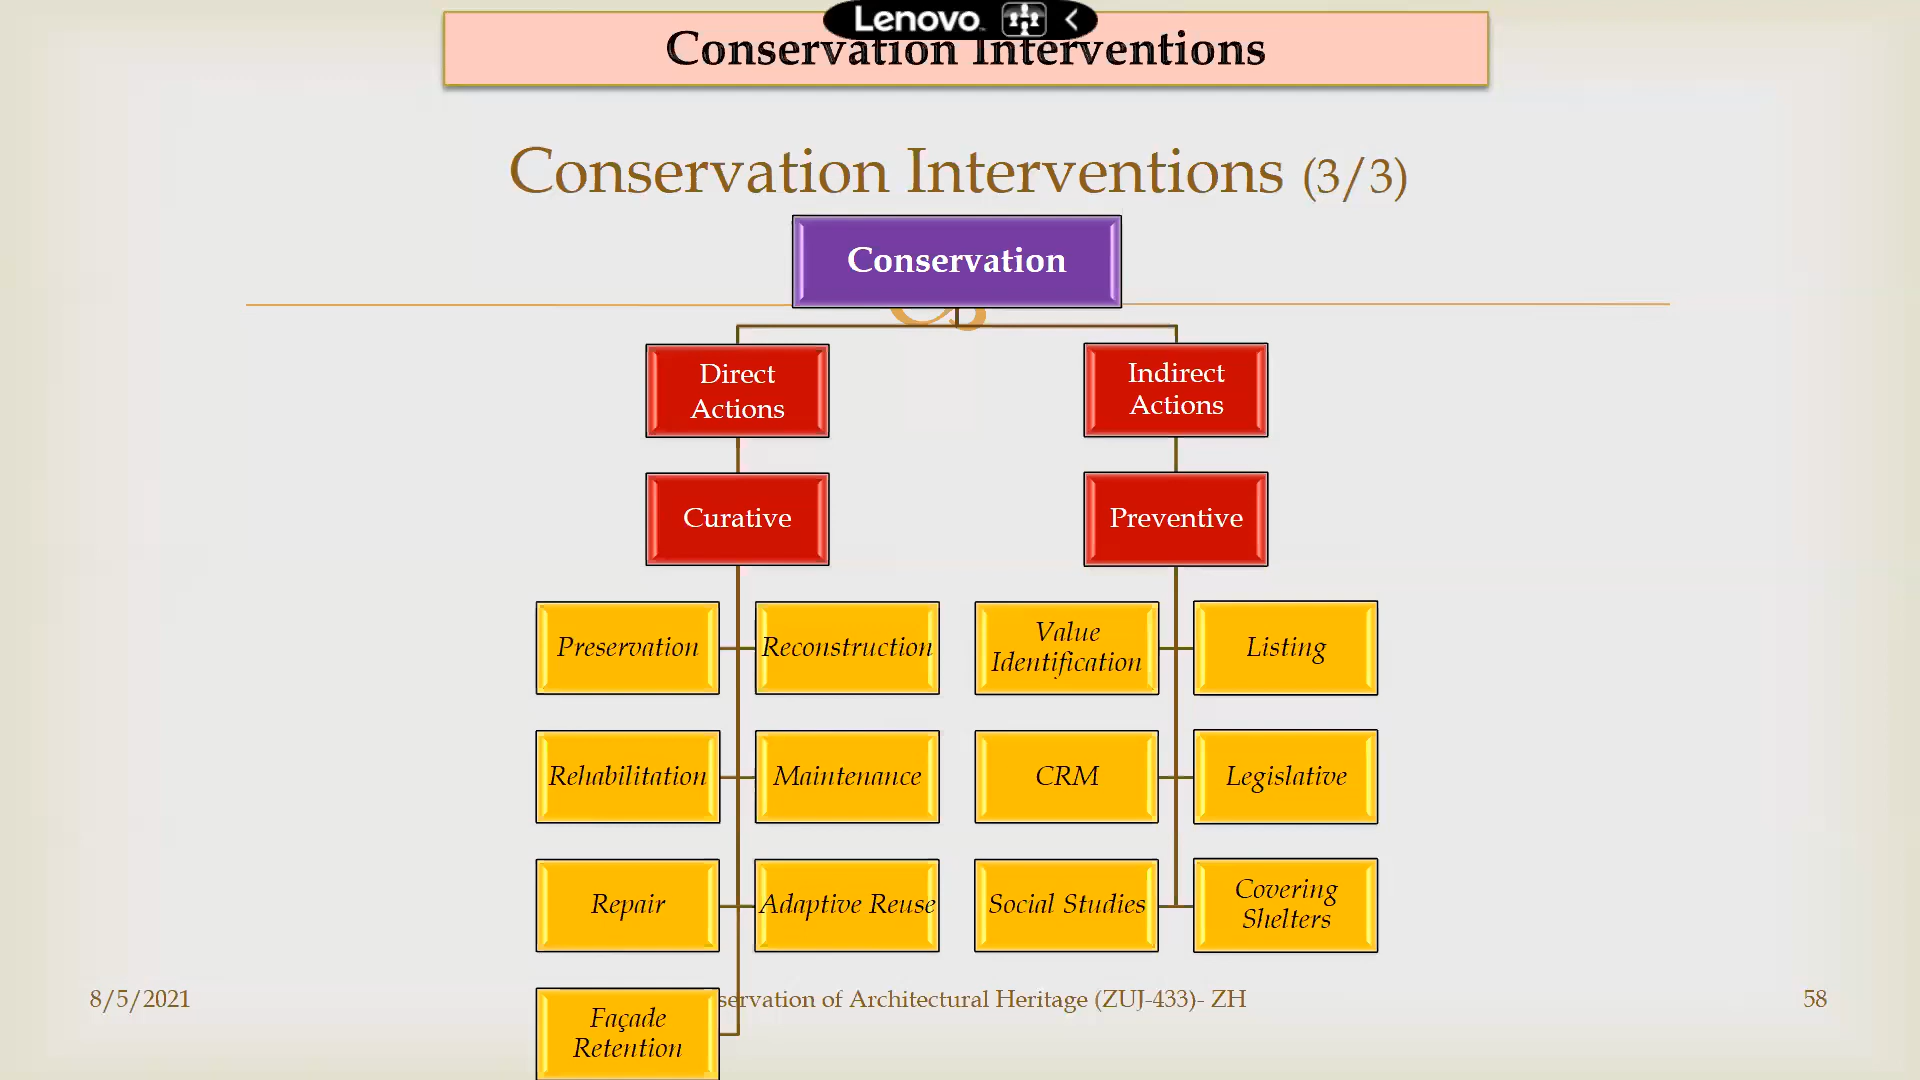 Lenovo
Conservation Interventions
Conservation Interventions (3/3)
Conservation
Direct
Actions
Indirect
Actions
Curative
Preventive
Preservation
Reconstruction
Value
Identification
Listing
Rehabilitation
Maintenance
CRM
Legislative
Repair
Adaptive Reuse
Social Studies
Covering
Shelters
Façade
Retention
8/5/2021
servation of Architectural Heritage (ZUJ-433)- ZH
58